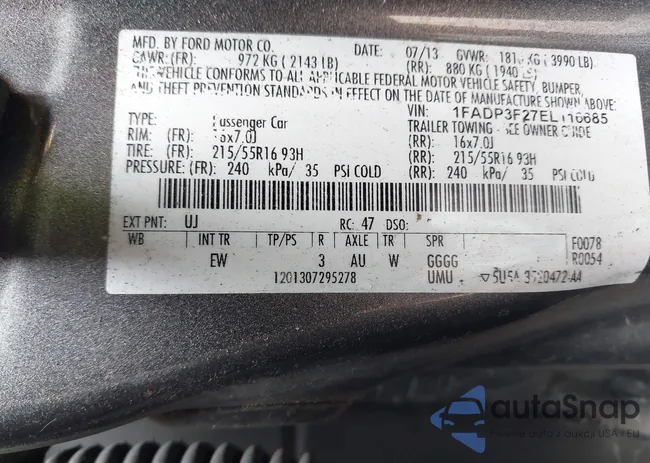 MFD. BY FORD MOTOR CO. DATE: 07/13 GVWR: KG ( 3990 LB)
GAWR: (FR): 972 KG ( 2143 LB) (RR): 880 KG ( 1940
THIS VEHICLE CONFORMS TO ALL APPLICABLE FEDERAL MOTOR VEHICLE SAFETY, BUMPER,
AND THEFT PREVENTION STANDARDS IN EFFECT ON THE DATE OF MANUFACTURE SHOWN ABOVE
VIN:
TYPE: Passenger Car TRAILER TOWING - SEE OWNER GUIDE
RIM: (FR): 16x7.0J (RR): 16x7.0J
TIRE: (FR): 215/55R16 93H (RR): 215/55R16 93H
PRESSURE: (FR): 240 kPa/ 35 PSI COLD (RR): 240 kPa/ 35 PSI COLD
EXT PNT: UJ RC: 47 DSO:
WB INT TR TP/PS R AXLE TR SPR F0078
EW 3 AU W GGGG R0054
1201307295278 UMU
autoSnap